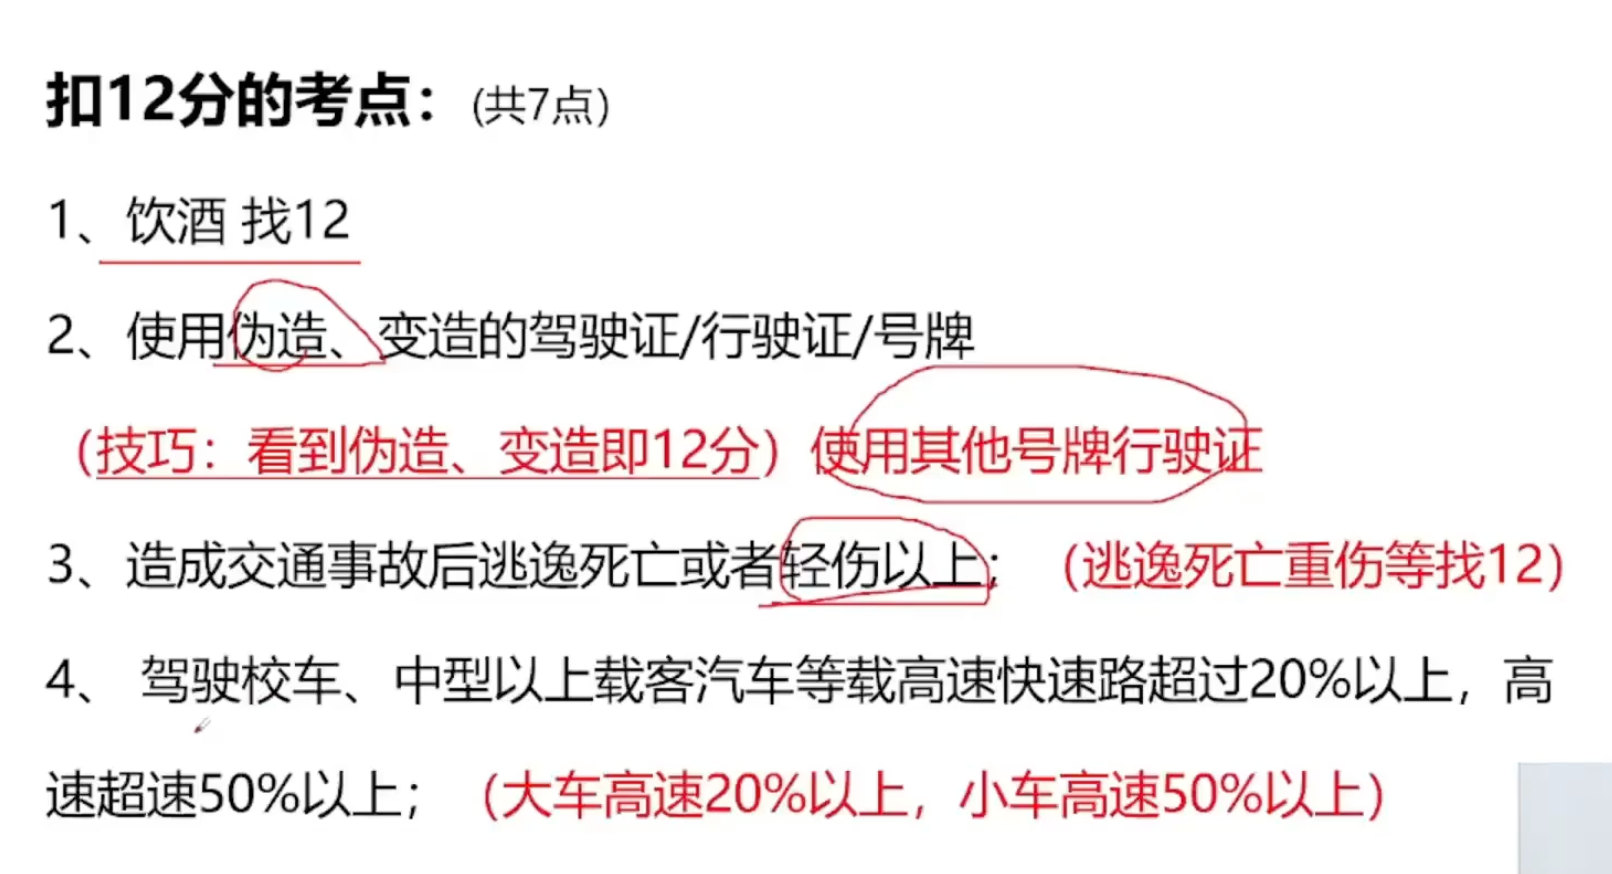 扣12分的考点：(共7点)
1、饮酒 找12
2、使用伪造、变造的驾驶证/行驶证/号牌
（技巧：看到伪造、变造即12分）使用其他号牌行驶证
3、造成交通事故后逃逸死亡或者轻伤以上；（逃逸死亡重伤等找12）
4、 驾驶校车、中型以上载客汽车等载高速快速路超过20%以上，高
速超速50%以上；（大车高速20%以上，小车高速50%以上）